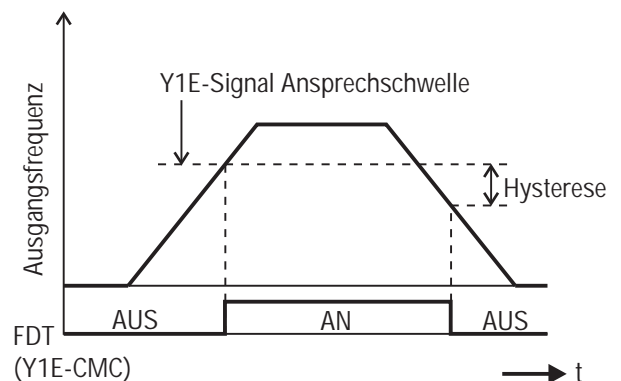 Y1E-Signal Ansprechschwelle
Ausgangsfrequenz
Hysterese
AUS
AN
AUS
FDT
(Y1E-CMC)
t